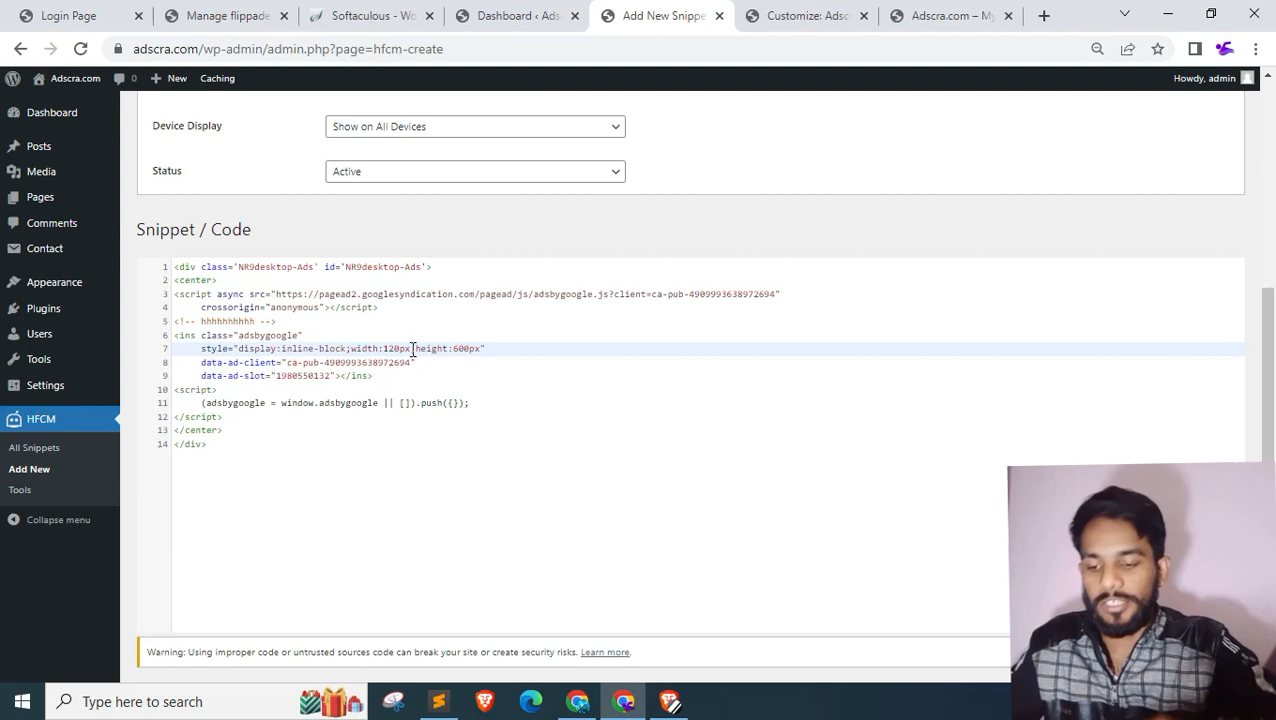 Login Page
Manage flippade
Softaculous - Wo
Dashboard ‹ Ads
Add New Snippe
Customize: Adsc
Adscra.com – My
adscra.com/wp-admin/admin.php?page=hfcm-create
Adscra.com
0
New
Caching
Howdy, admin
Dashboard
Posts
Media
Pages
Comments
Contact
Appearance
Plugins
Users
Tools
Settings
HFCM
All Snippets
Add New
Tools
Collapse menu
Device Display
Show on All Devices
Status
Active
Snippet / Code
1 <div class='NR9desktop-Ads' id='NR9desktop-Ads'>
2 <center>
3 <script async src="https://pagead2.googlesyndication.com/pagead/js/adsbygoogle.js?client=ca-pub-4909993638972694"
4 crossorigin="anonymous"></script>
5 <!-- hhhhhhhhhh -->
6 <ins class="adsbygoogle"
7 style="display:inline-block;width:120px;height:600px"
8 data-ad-client="ca-pub-4909993638972694"
9 data-ad-slot="1980550132"></ins>
10 <script>
11 (adsbygoogle = window.adsbygoogle || []).push({});
12 </script>
13 </center>
14 </div>
Warning: Using improper code or untrusted sources code can break your site or create security risks. Learn more.
Type here to search